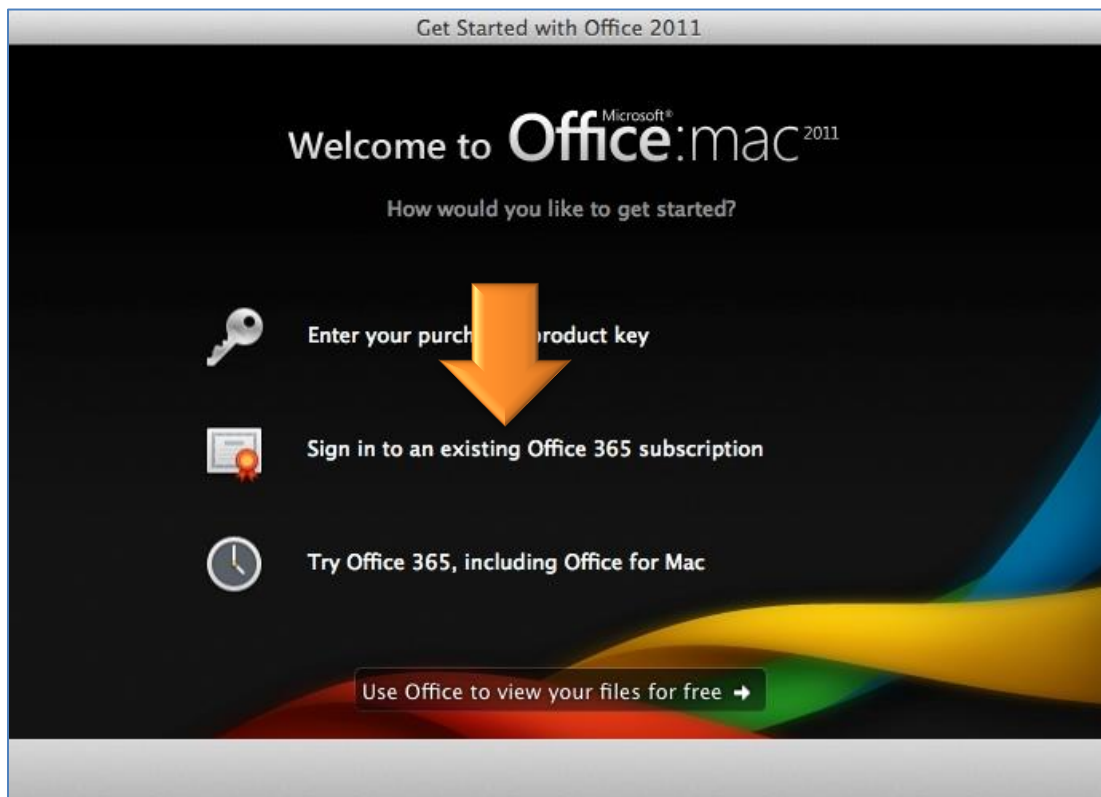 Get Started with Office 2011
Welcome to Microsoft® Office:mac 2011
How would you like to get started?
Enter your product key
Sign in to an existing Office 365 subscription
Try Office 365, including Office for Mac
Use Office to view your files for free →